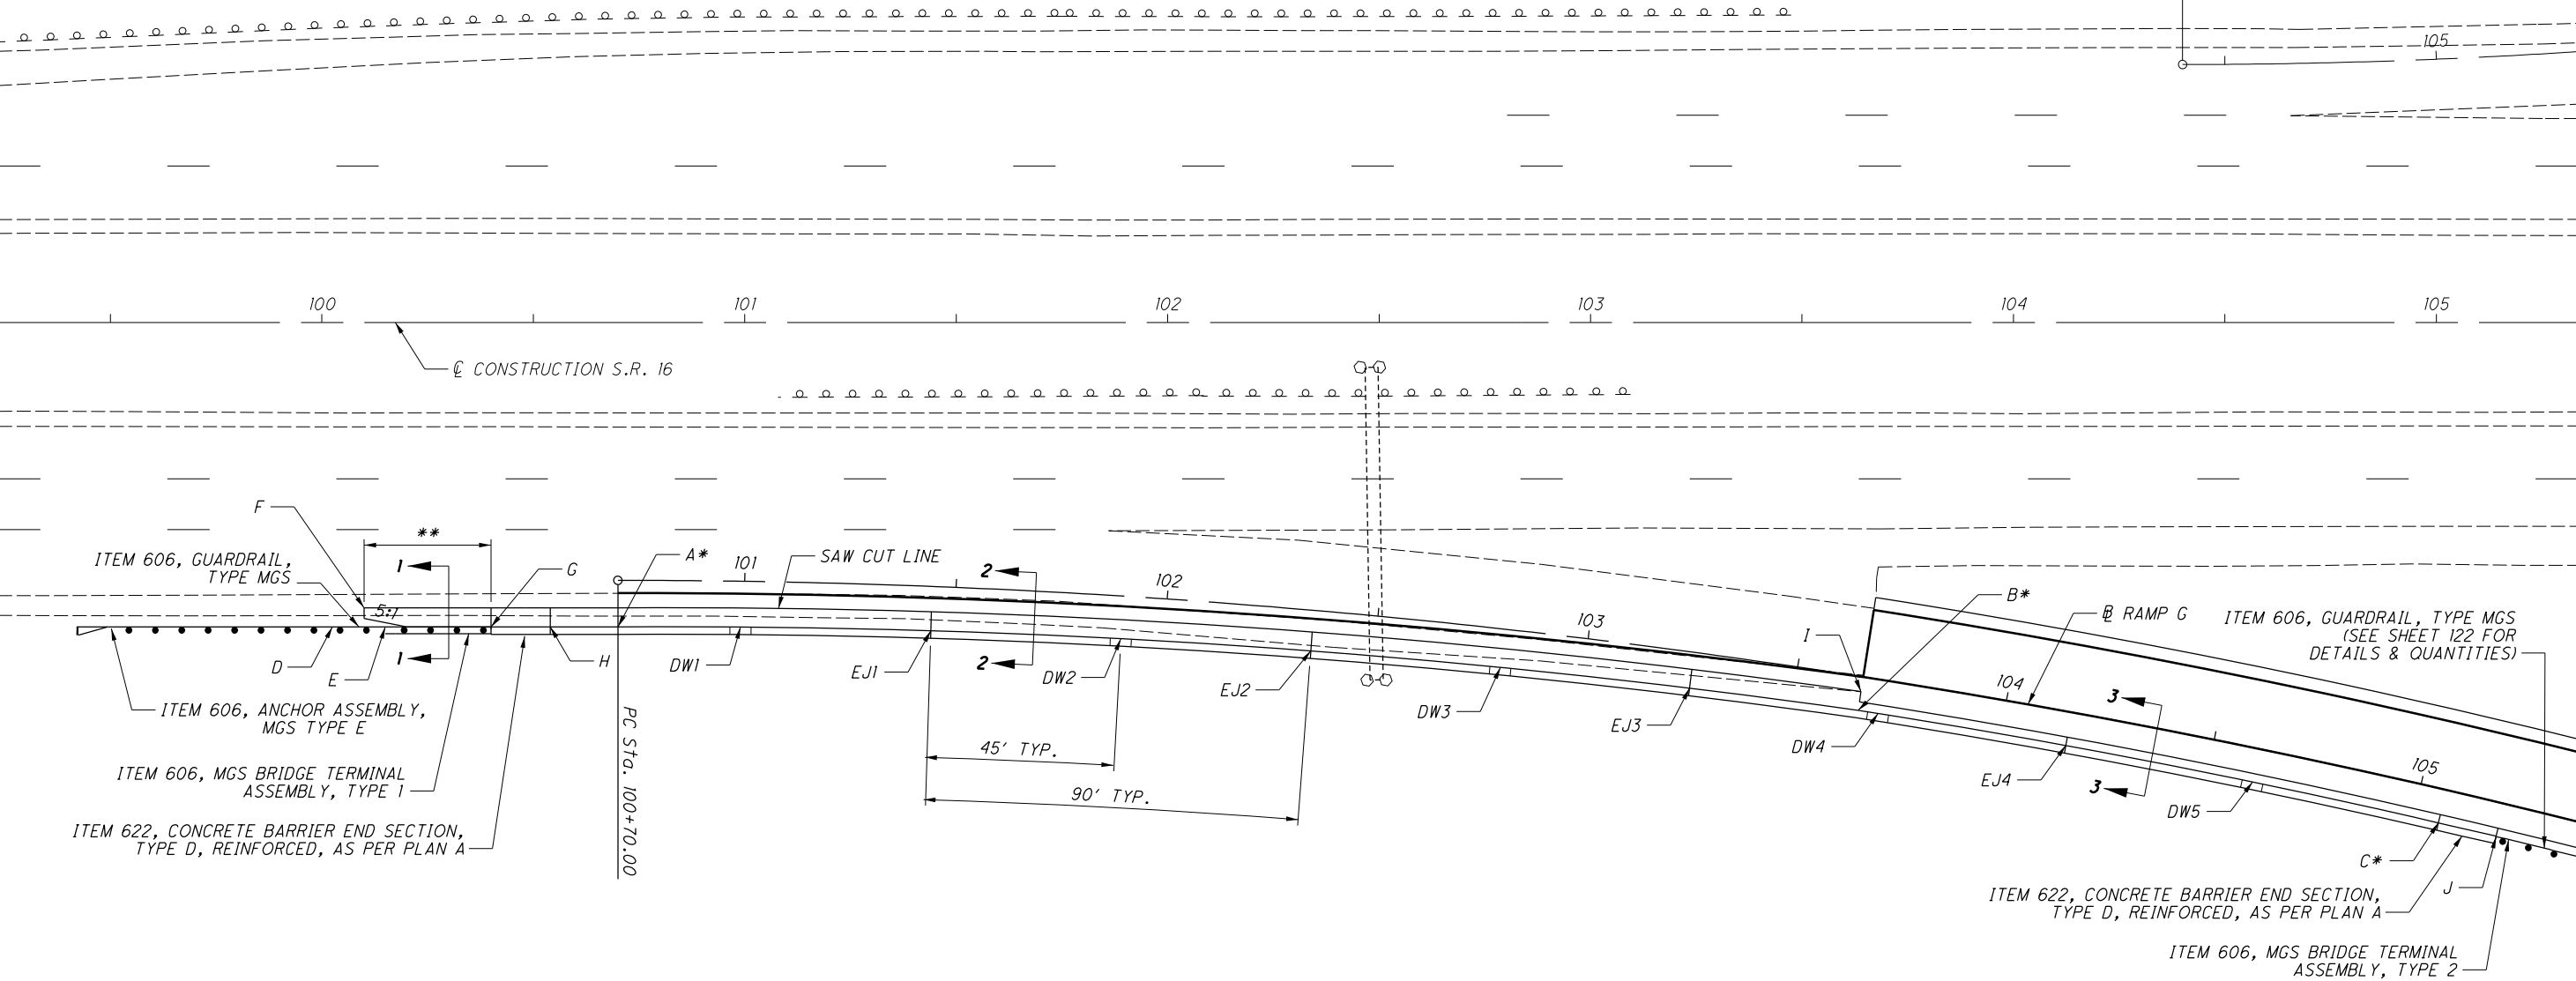 105
100
101
102
103
104
105
℄ CONSTRUCTION S.R. 16
F
**
1
ITEM 606, GUARDRAIL,
TYPE MGS
G
A*
101
SAW CUT LINE
2
102
5:1
B*
℄ RAMP G
ITEM 606, GUARDRAIL, TYPE MGS
(SEE SHEET 122 FOR
DETAILS & QUANTITIES)
103
I
D
E
1
H
DW1
EJ1
2
DW2
EJ2
DW3
EJ3
DW4
104
3
ITEM 606, ANCHOR ASSEMBLY,
MGS TYPE E
PC Sta. 100+70.00
45' TYP.
90' TYP.
EJ4
3
105
DW5
ITEM 606, MGS BRIDGE TERMINAL
ASSEMBLY, TYPE 1
ITEM 622, CONCRETE BARRIER END SECTION,
TYPE D, REINFORCED, AS PER PLAN A
C*
J
ITEM 622, CONCRETE BARRIER END SECTION,
TYPE D, REINFORCED, AS PER PLAN A
ITEM 606, MGS BRIDGE TERMINAL
ASSEMBLY, TYPE 2